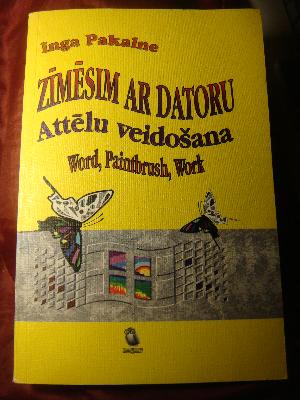 Inga Pakalne
ZĪMĒSIM AR DATORU
Attēlu veidošana
Word, Paintbrush, Work